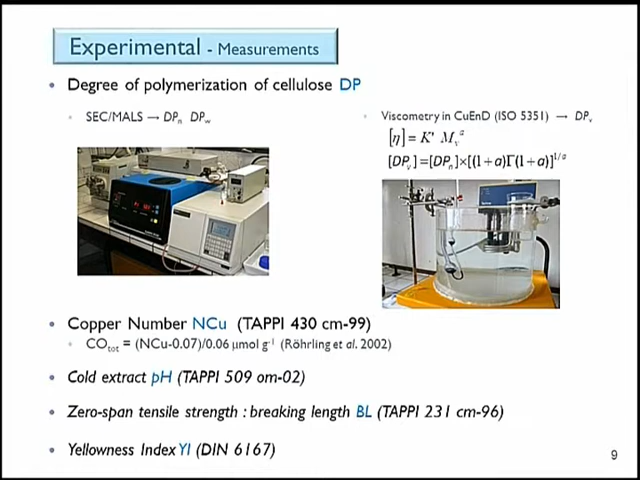 Experimental - Measurements
• Degree of polymerization of cellulose DP
◦ SEC/MALS → DPn DPw
◦ Viscometry in CuEnD (ISO 5351) → DPv
[η] = K' Mv^a
[DPv]=[DPn]×[(1+a)Γ(1+a)]^1/a
• Copper Number NCu (TAPPI 430 cm-99)
◦ COtot = (NCu-0.07)/0.06 μmol g-1 (Röhrling et al. 2002)
• Cold extract pH (TAPPI 509 om-02)
• Zero-span tensile strength : breaking length BL (TAPPI 231 cm-96)
• Yellowness Index YI (DIN 6167)
9